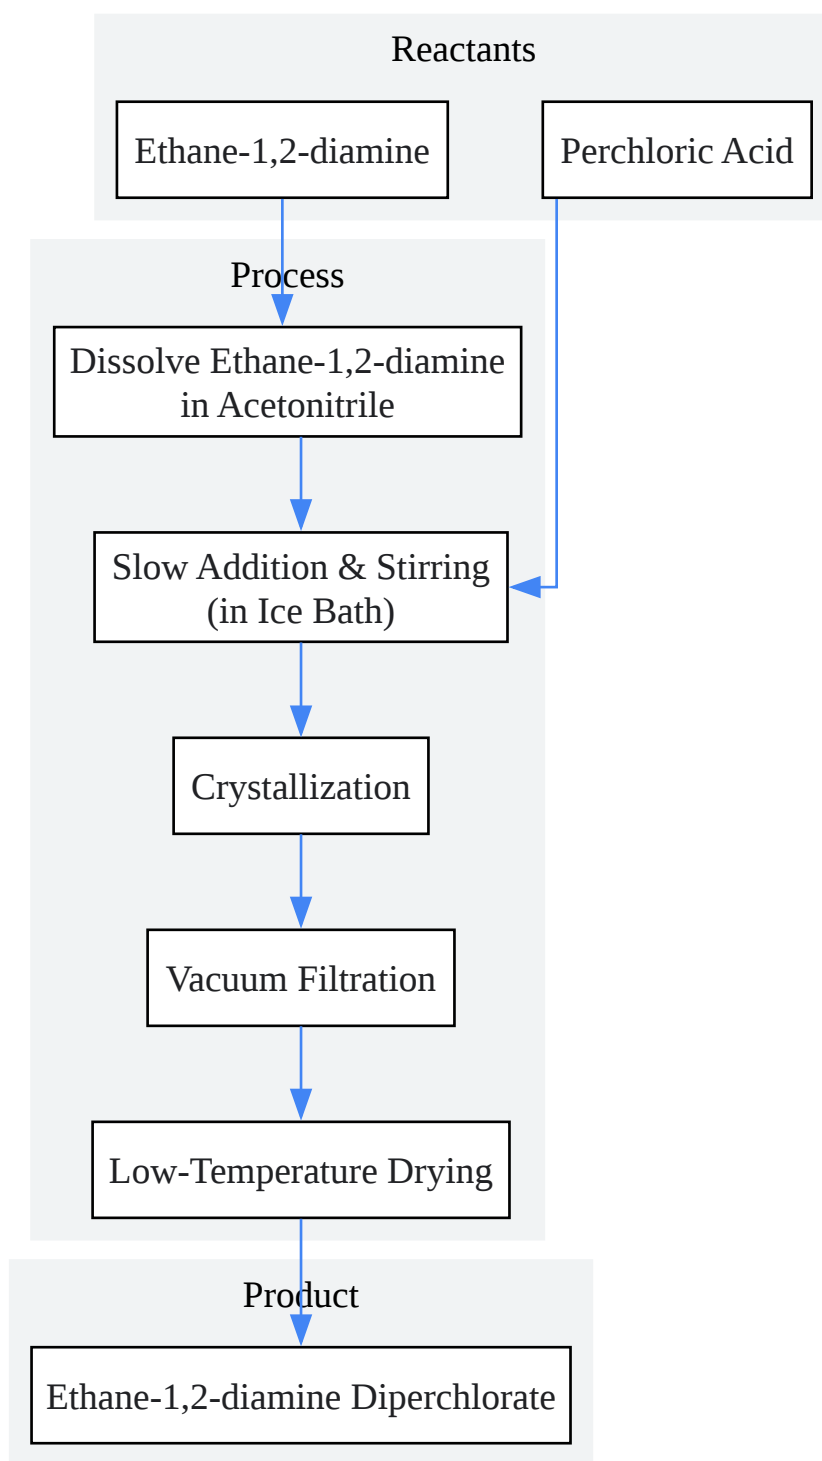 Reactants
Ethane-1,2-diamine
Perchloric Acid
Process
Dissolve Ethane-1,2-diamine
in Acetonitrile
Slow Addition & Stirring
(in Ice Bath)
Crystallization
Vacuum Filtration
Low-Temperature Drying
Product
Ethane-1,2-diamine Diperchlorate